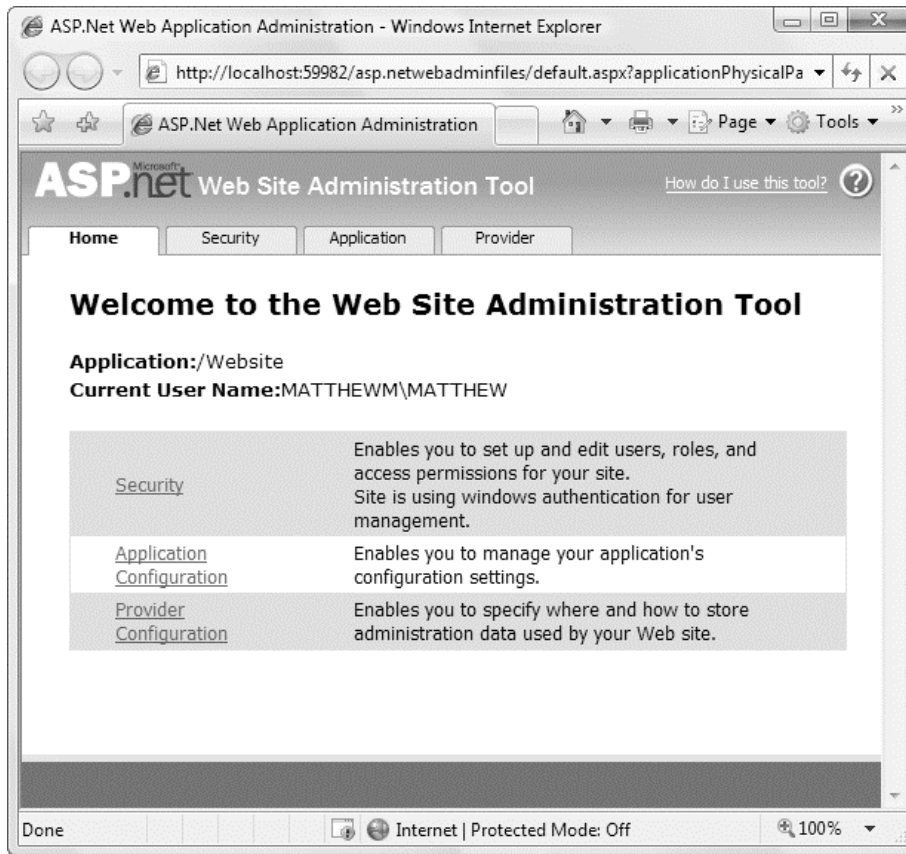 ASP.Net Web Application Administration - Windows Internet Explorer
http://localhost:59982/asp.netwebadminfiles/default.aspx?applicationPhysicalPa
ASP.Net Web Application Administration
Page
Tools
»
Microsoft
ASP.net Web Site Administration Tool
How do I use this tool? ?
Home Security Application Provider
Welcome to the Web Site Administration Tool
Application:/Website
Current User Name:MATTHEWM\MATTHEW
Security
Enables you to set up and edit users, roles, and
access permissions for your site.
Site is using windows authentication for user
management.
Application
Configuration
Enables you to manage your application's
configuration settings.
Provider
Configuration
Enables you to specify where and how to store
administration data used by your Web site.
Done
Internet | Protected Mode: Off
100%